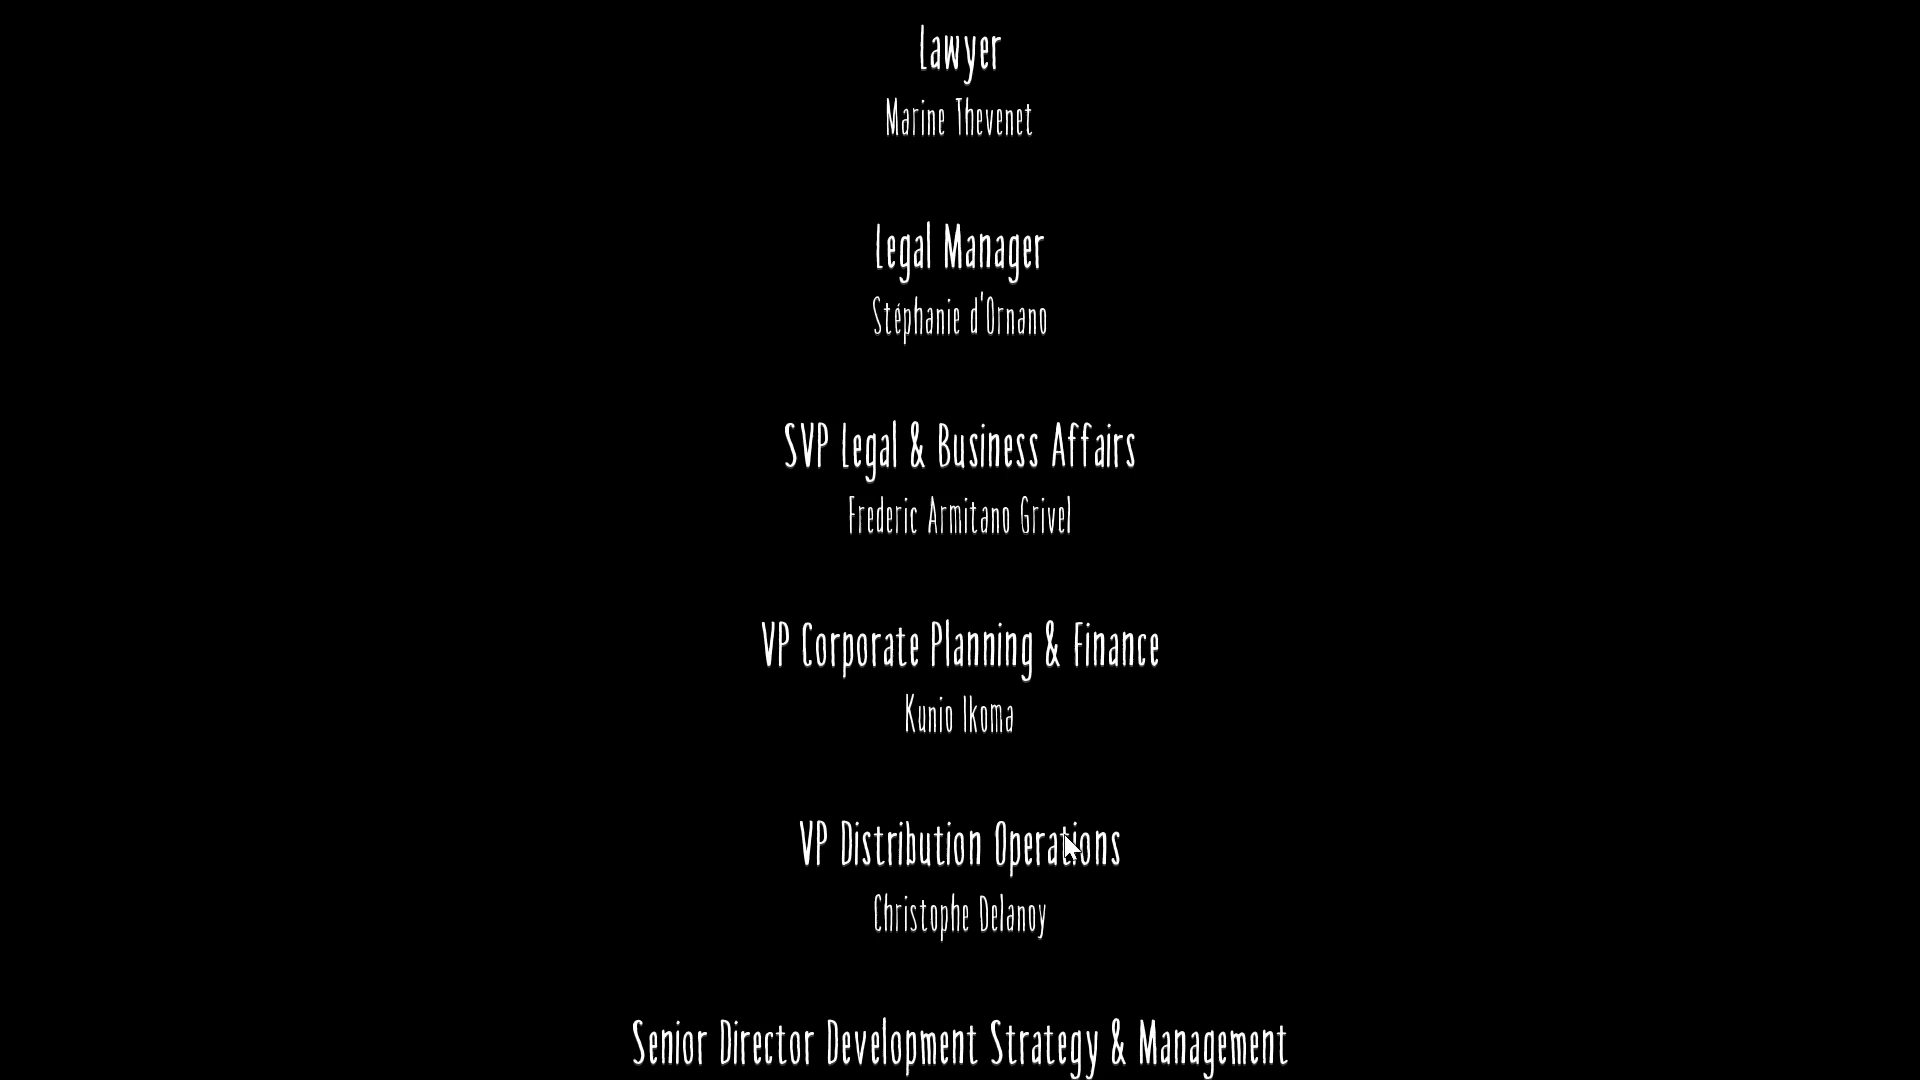 Lawyer
Marine Thevenet
Legal Manager
Stéphanie d'Ornano
SVP Legal & Business Affairs
Frederic Armitano Grivel
VP Corporate Planning & Finance
Kunio Ikoma
VP Distribution Operations
Christophe Delanoy
Senior Director Development Strategy & Management